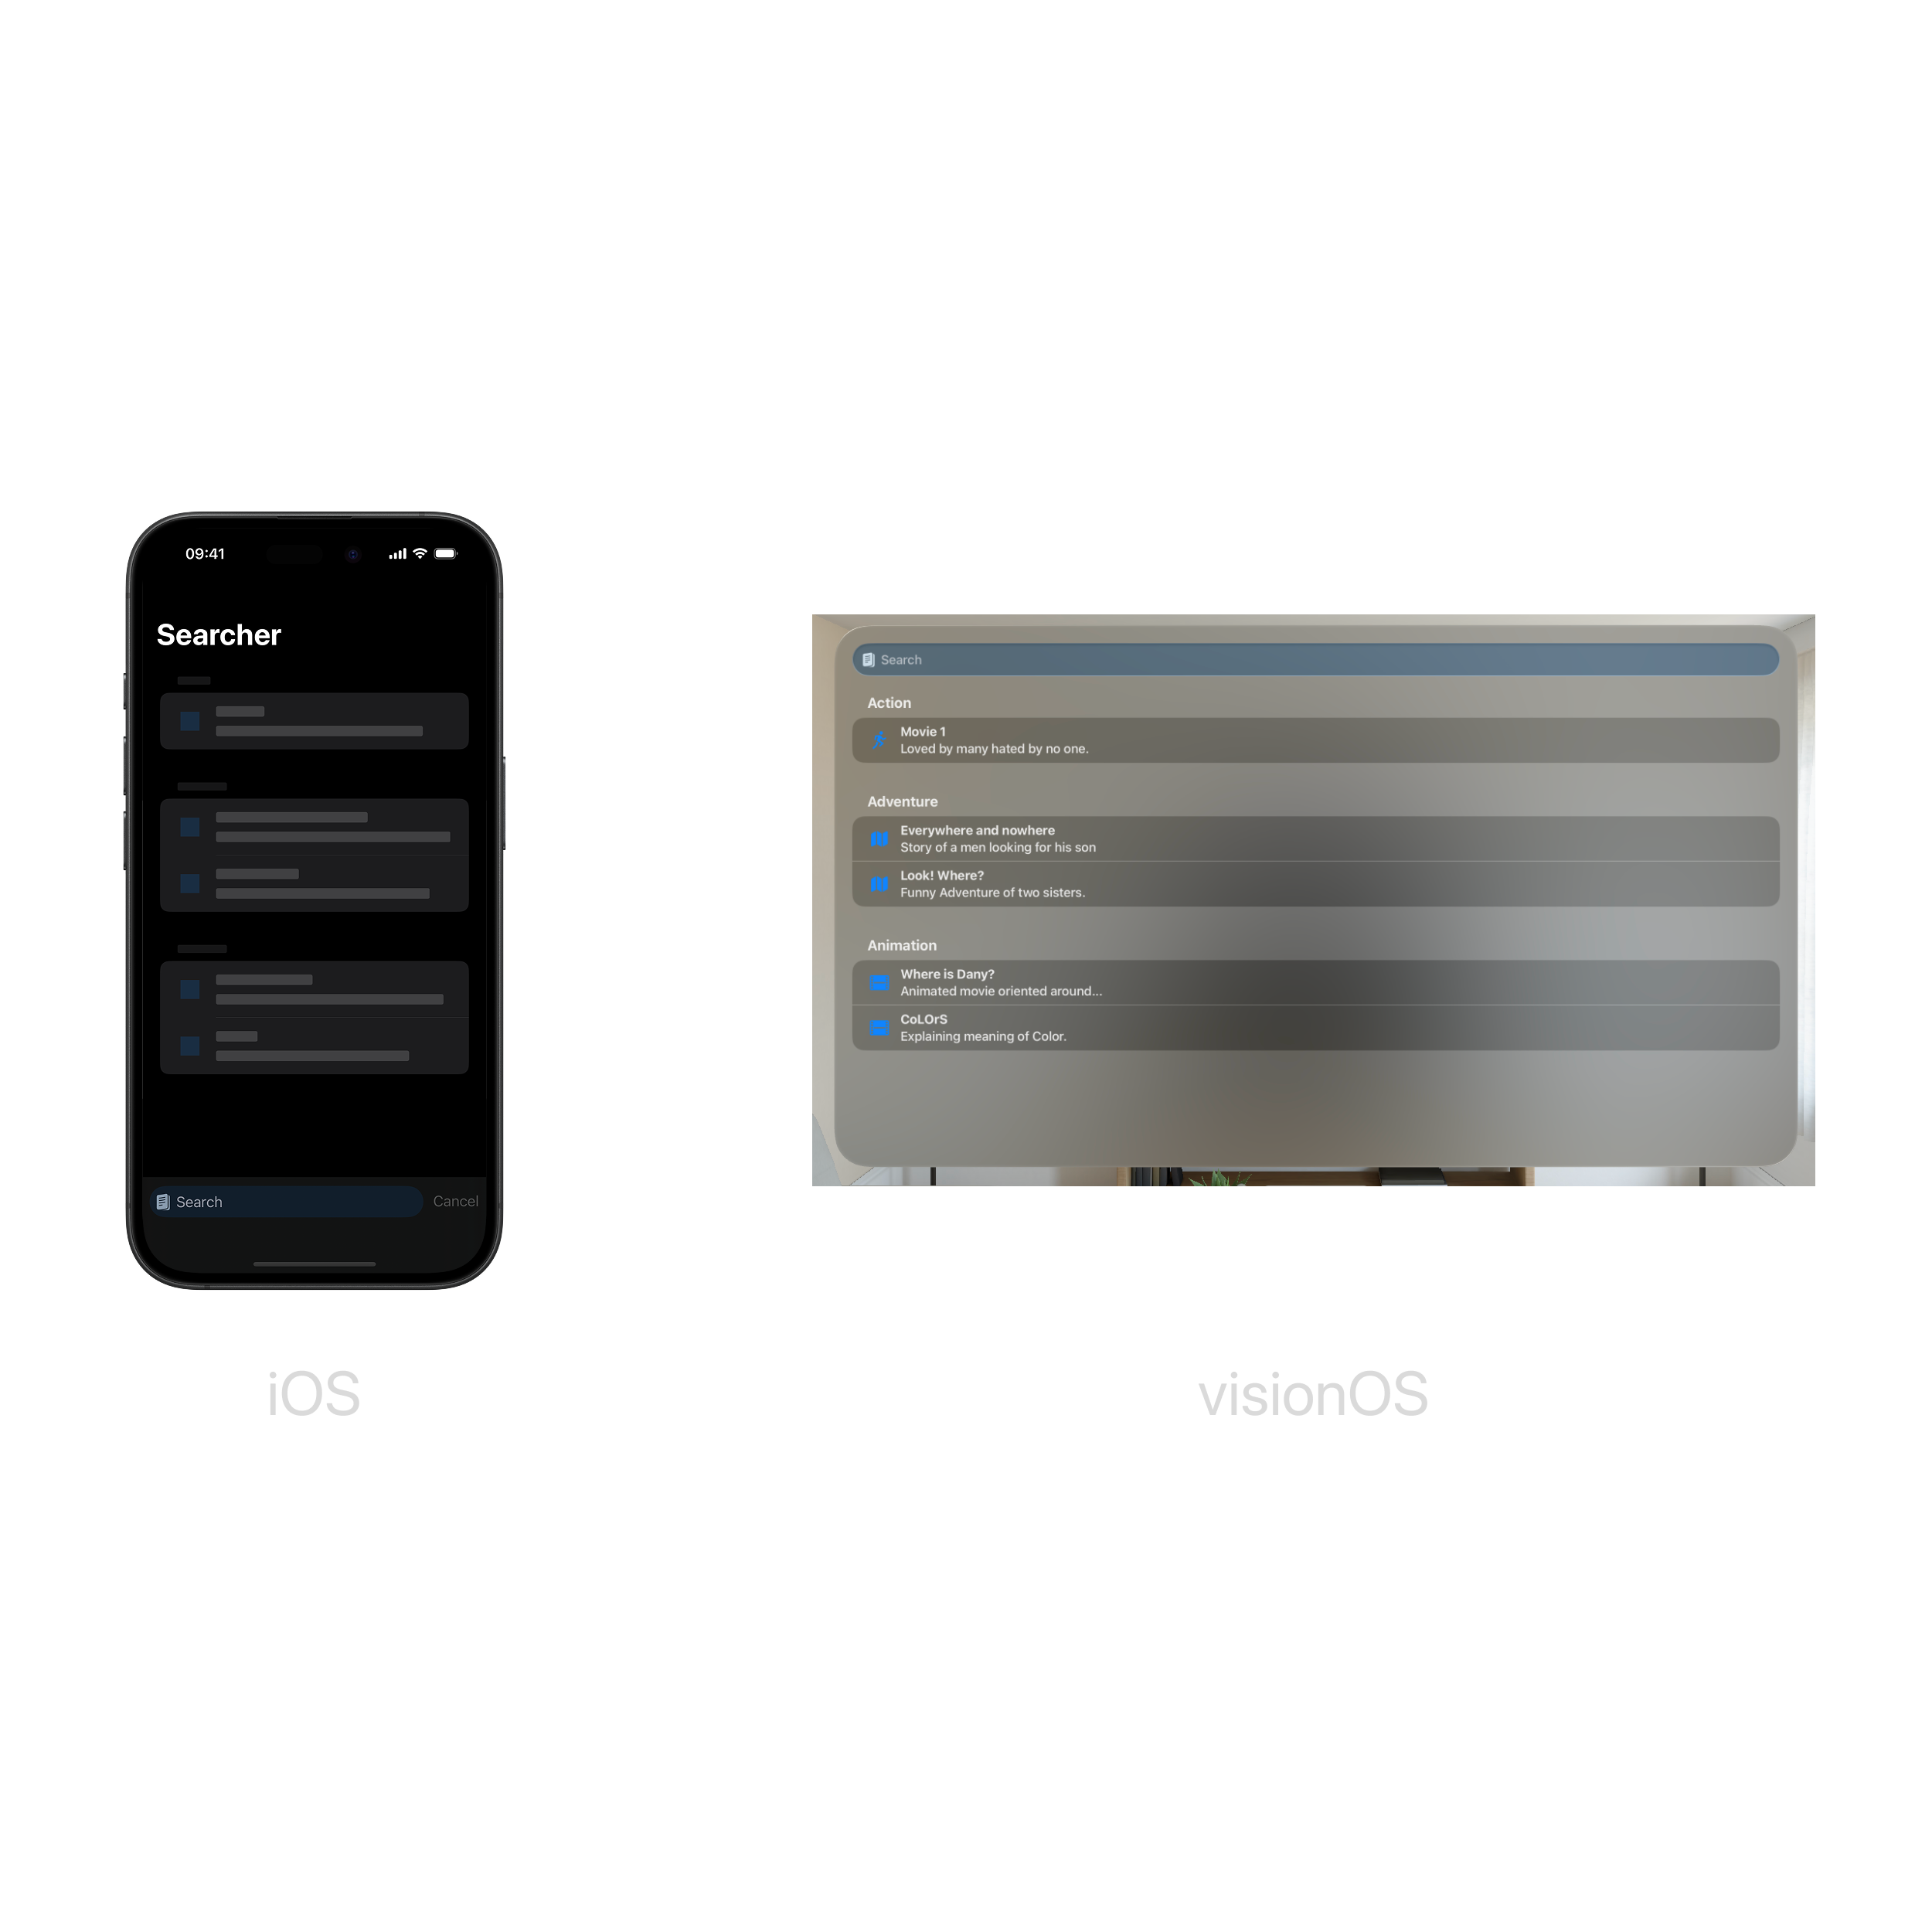 09:41
Searcher
Search
Cancel
iOS
Search
Action
Movie 1
Loved by many hated by no one.
Adventure
Everywhere and nowhere
Story of a men looking for his son
Look! Where?
Funny Adventure of two sisters.
Animation
Where is Dany?
Animated movie oriented around...
CoLOrS
Explaining meaning of Color.
visionOS